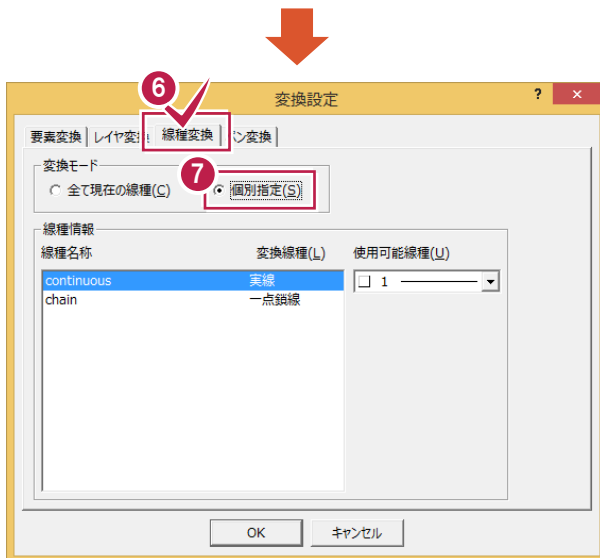 6
変換設定
?
×
要素変換 レイヤ変 線種変換 ペン変換
変換モード
全て現在の線種(C)
7
個別指定(S)
線種情報
線種名称 変換線種(L) 使用可能線種(U)
continuous 実線 1
chain 一点鎖線
OK キャンセル